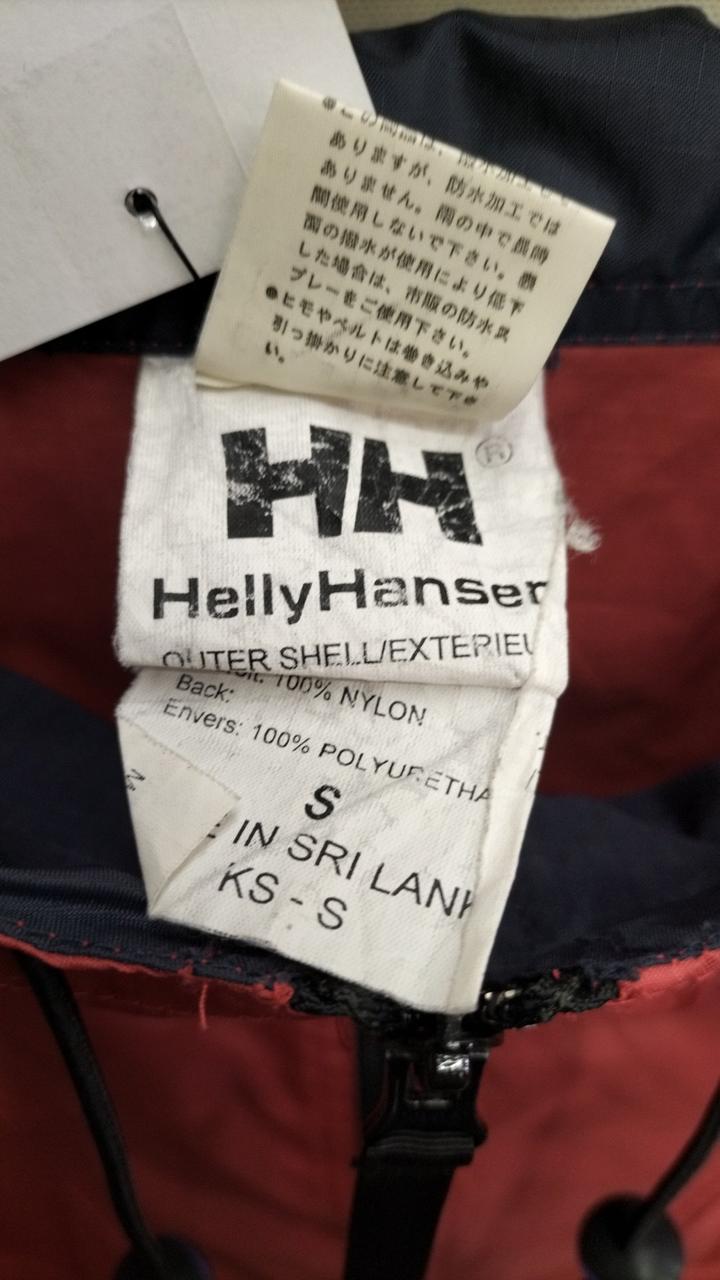 ●この商品は、撥水加工して
ありますが、防水加工では
ありません。雨の中で長時
間使用しないで下さい。表
面の撥水が使用により低下
した場合は、市販の防水ス
プレーをご使用下さい。
●ヒモやベルトは巻き込みや
引っ掛かりに注意して下さ
い。
HH®
HellyHansen
OUTER SHELL/EXTERIEU
100% NYLON
Back:
Envers: 100% POLYURETHA
S
E IN SRI LANK
KS - S